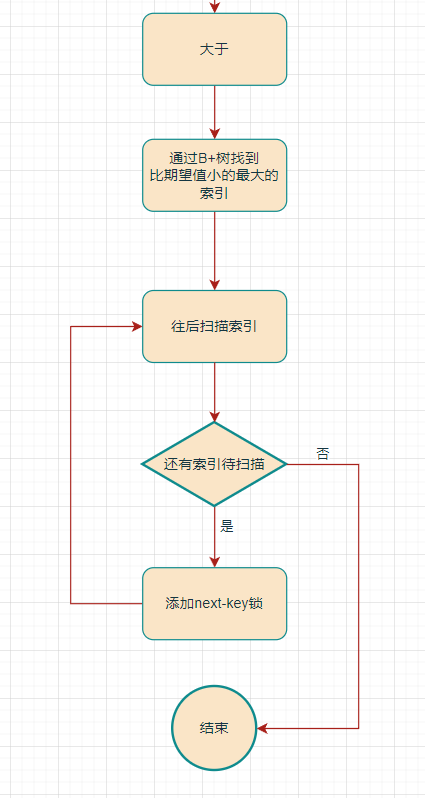 大于
通过B+树找到
比期望值小的最大的
索引
往后扫描索引
还有索引待扫描
否
是
添加next-key锁
结束